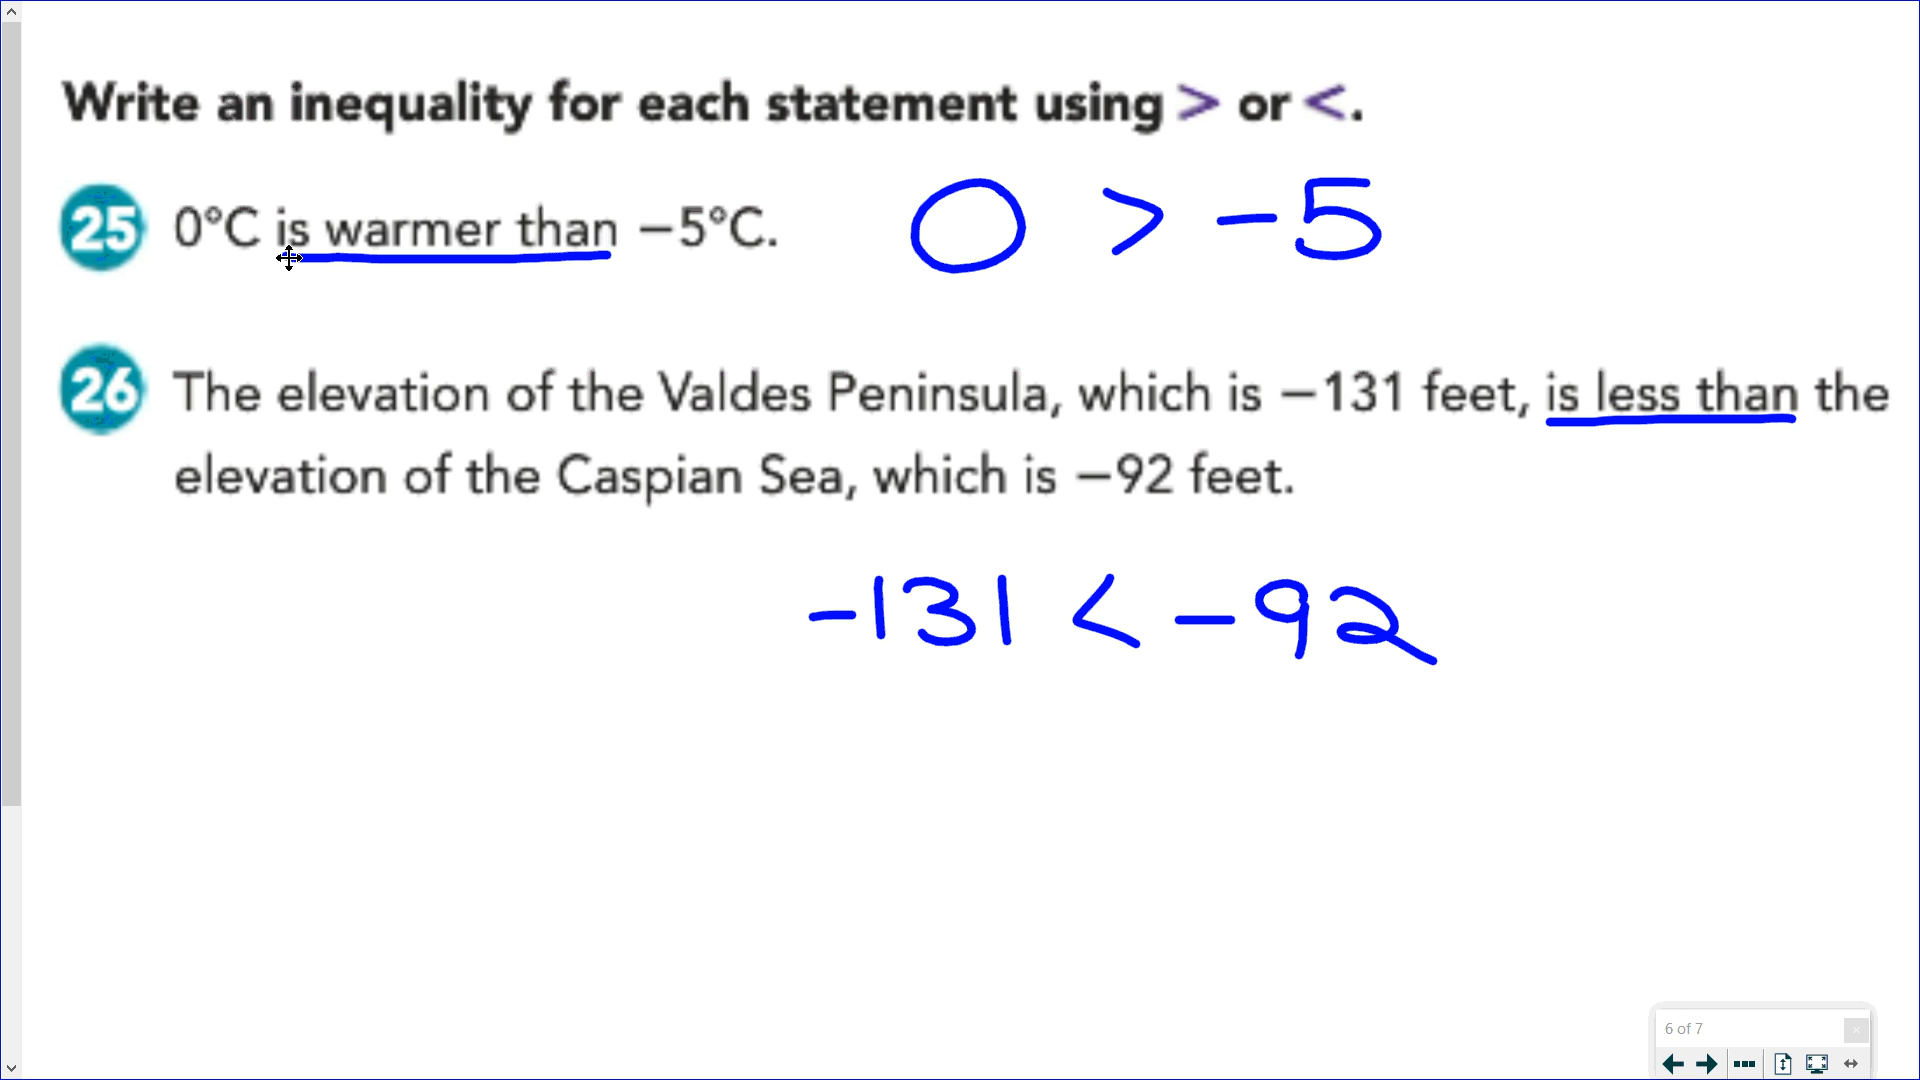 Write an inequality for each statement using > or <.
25 0°C is warmer than −5°C. 0 > -5
26 The elevation of the Valdes Peninsula, which is −131 feet, is less than the
elevation of the Caspian Sea, which is −92 feet.
-131 < -92
6 of 7